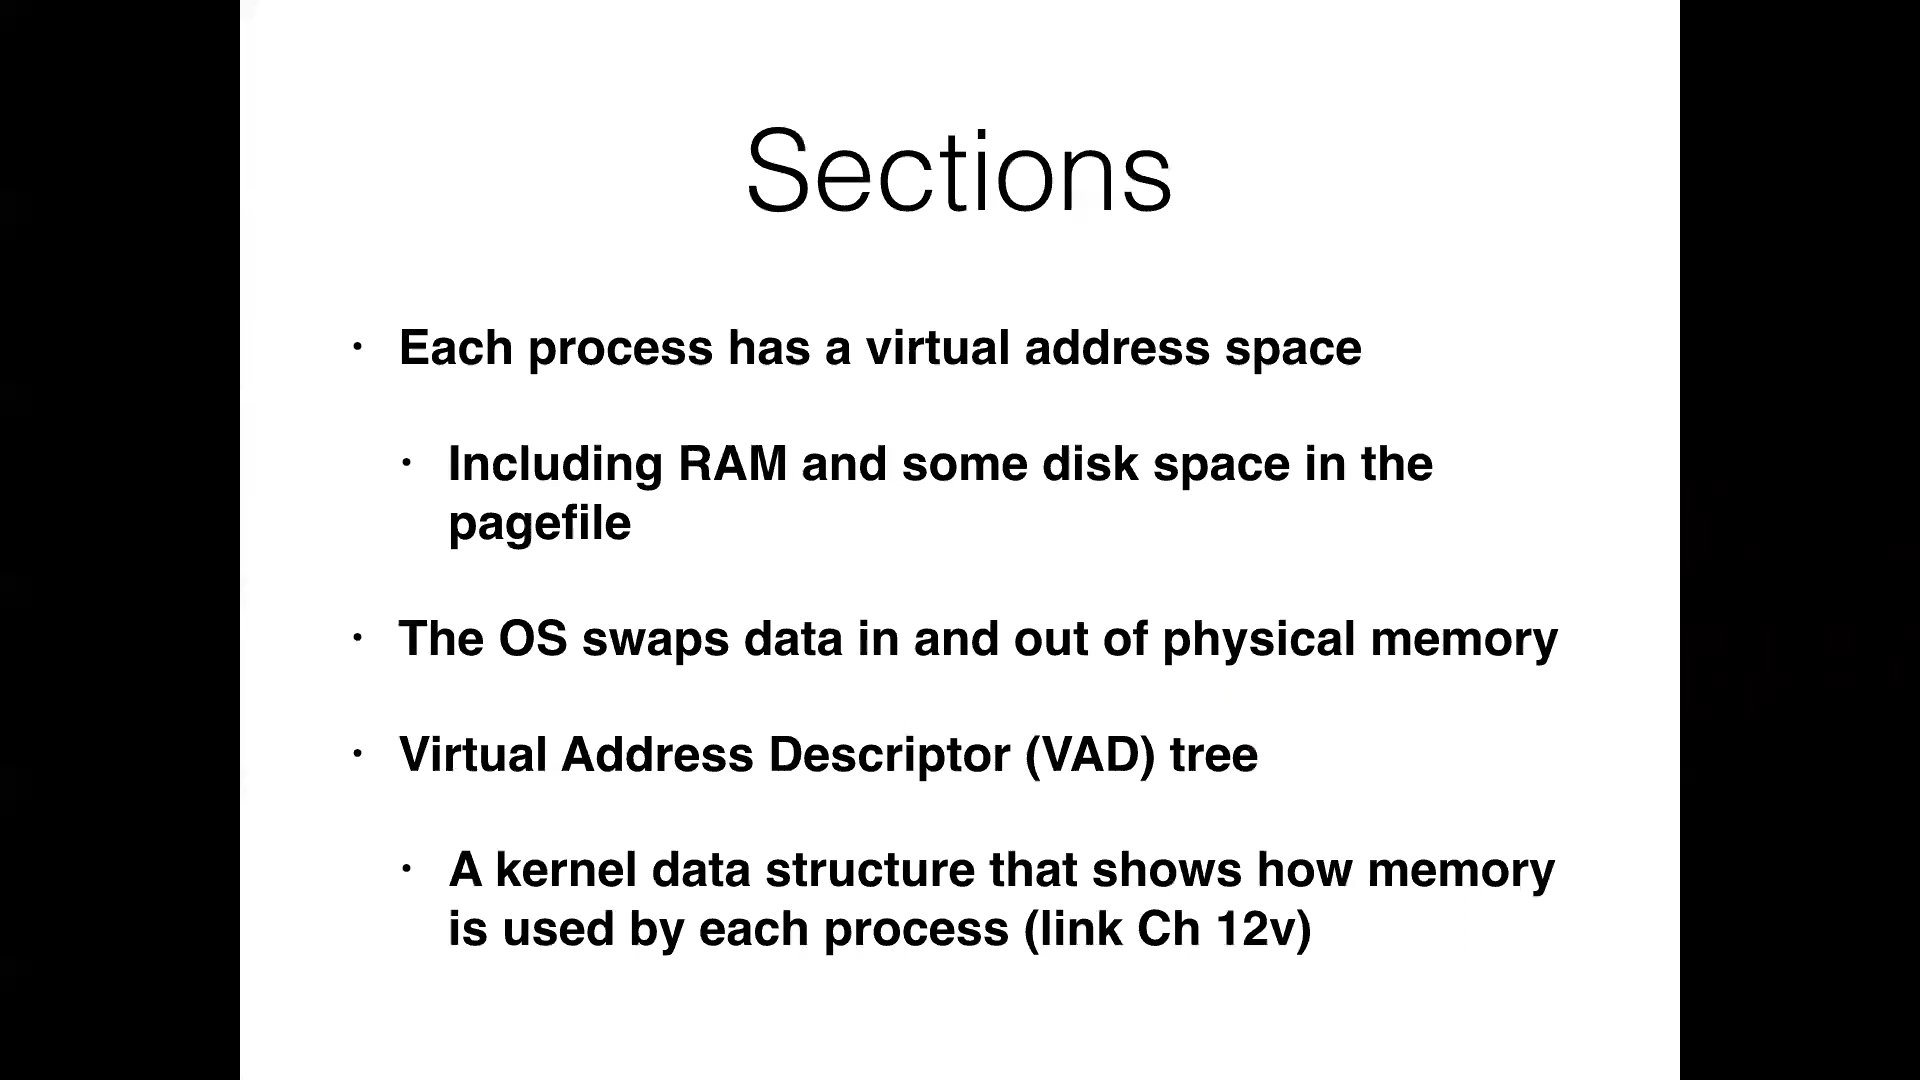 Sections
· Each process has a virtual address space
· Including RAM and some disk space in the
pagefile
· The OS swaps data in and out of physical memory
· Virtual Address Descriptor (VAD) tree
· A kernel data structure that shows how memory
is used by each process (link Ch 12v)